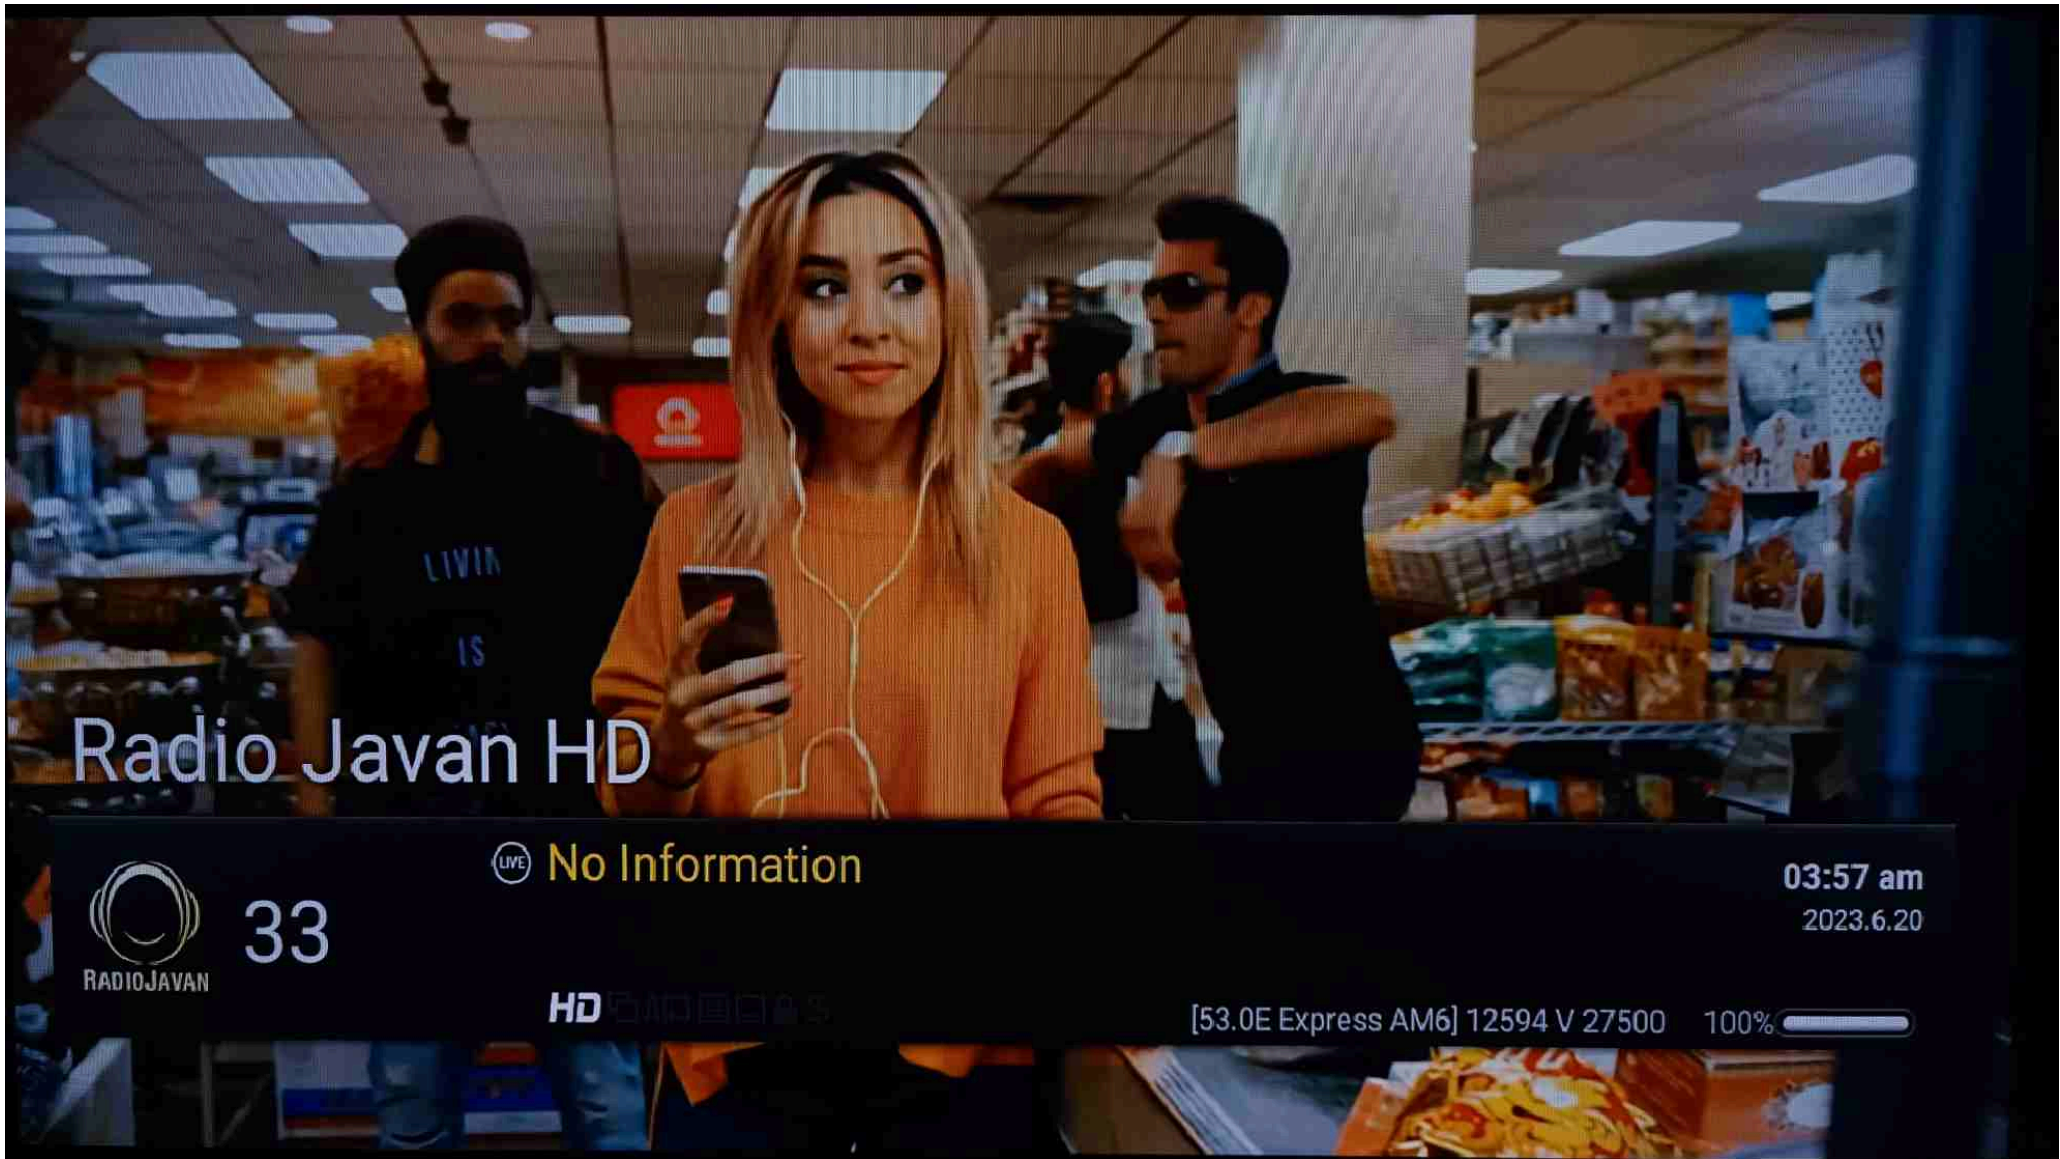 LIVIN
IS
Radio Javan HD
LIVE No Information
03:57 am
33
2023.6.20
RADIOJAVAN
HD
[53.0E Express AM6] 12594 V 27500 100%